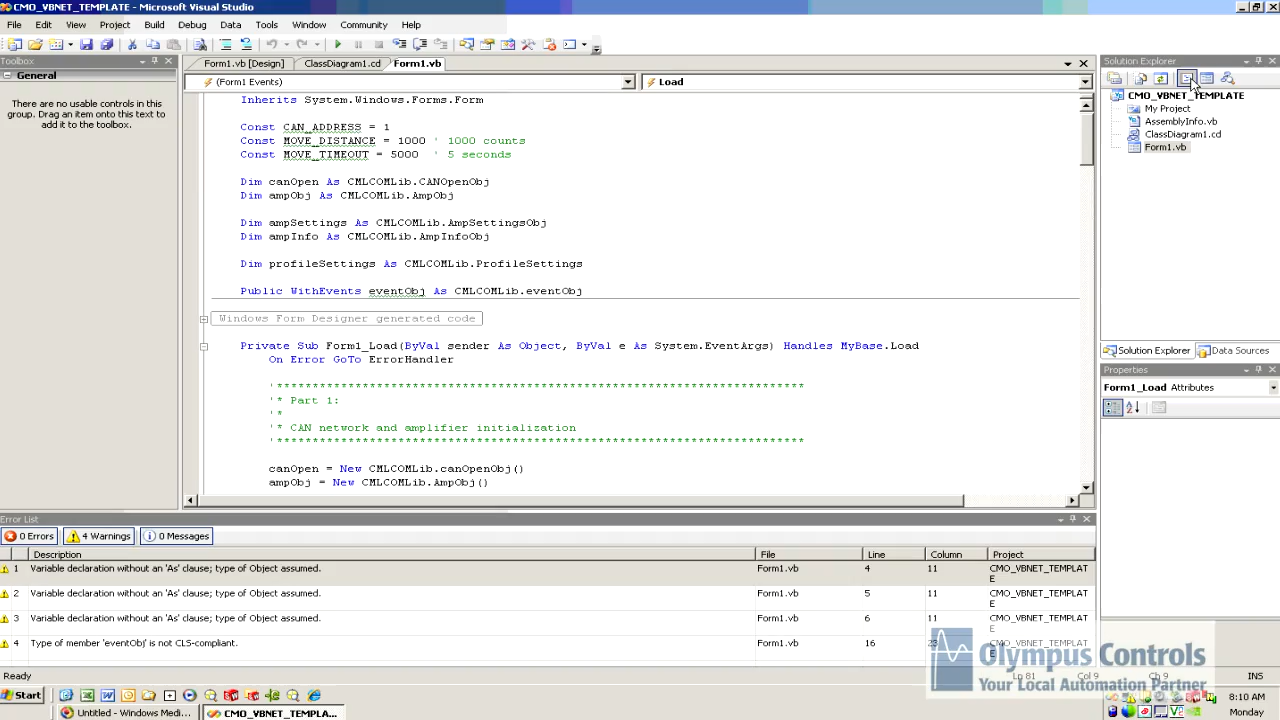 CMO_VBNET_TEMPLATE - Microsoft Visual Studio
File Edit View Project Build Debug Data Tools Window Community Help
Toolbox
General
There are no usable controls in this
group. Drag an item onto this text to
add it to the toolbox.
Form1.vb [Design] ClassDiagram1.cd Form1.vb
(Form1 Events) Load
Inherits System.Windows.Forms.Form
Const CAN_ADDRESS = 1
Const MOVE_DISTANCE = 1000 ' 1000 counts
Const MOVE_TIMEOUT = 5000 ' 5 seconds
Dim canOpen As CMLCOMLib.CANOpenObj
Dim ampObj As CMLCOMLib.AmpObj
Dim ampSettings As CMLCOMLib.AmpSettingsObj
Dim ampInfo As CMLCOMLib.AmpInfoObj
Dim profileSettings As CMLCOMLib.ProfileSettings
Public WithEvents eventObj As CMLCOMLib.eventObj
Windows Form Designer generated code
Private Sub Form1_Load(ByVal sender As Object, ByVal e As System.EventArgs) Handles MyBase.Load
On Error GoTo ErrorHandler
'***************************************************************************
'* Part 1:
'*
'* CAN network and amplifier initialization
'***************************************************************************
canOpen = New CMLCOMLib.canOpenObj()
ampObj = New CMLCOMLib.AmpObj()
Solution Explorer
CMO_VBNET_TEMPLATE
My Project
AssemblyInfo.vb
ClassDiagram1.cd
Form1.vb
Solution Explorer Data Sources
Properties
Form1_Load Attributes
Error List
0 Errors 4 Warnings 0 Messages
Description File Line Column Project
1 Variable declaration without an 'As' clause; type of Object assumed. Form1.vb 4 11 CMO_VBNET_TEMPLAT
E
2 Variable declaration without an 'As' clause; type of Object assumed. Form1.vb 5 11 CMO_VBNET_TEMPLAT
E
3 Variable declaration without an 'As' clause; type of Object assumed. Form1.vb 6 11 CMO_VBNET_TEMPLAT
E
4 Type of member 'eventObj' is not CLS-compliant. Form1.vb 16 CMO_VBNET_TEMPLAT
Olympus Controls
Your Local Automation Partner
Ready Ln 81 Col 9 Ch 9 INS
Start Untitled - Windows Medi... CMO_VBNET_TEMPLA... 8:10 AM
Monday